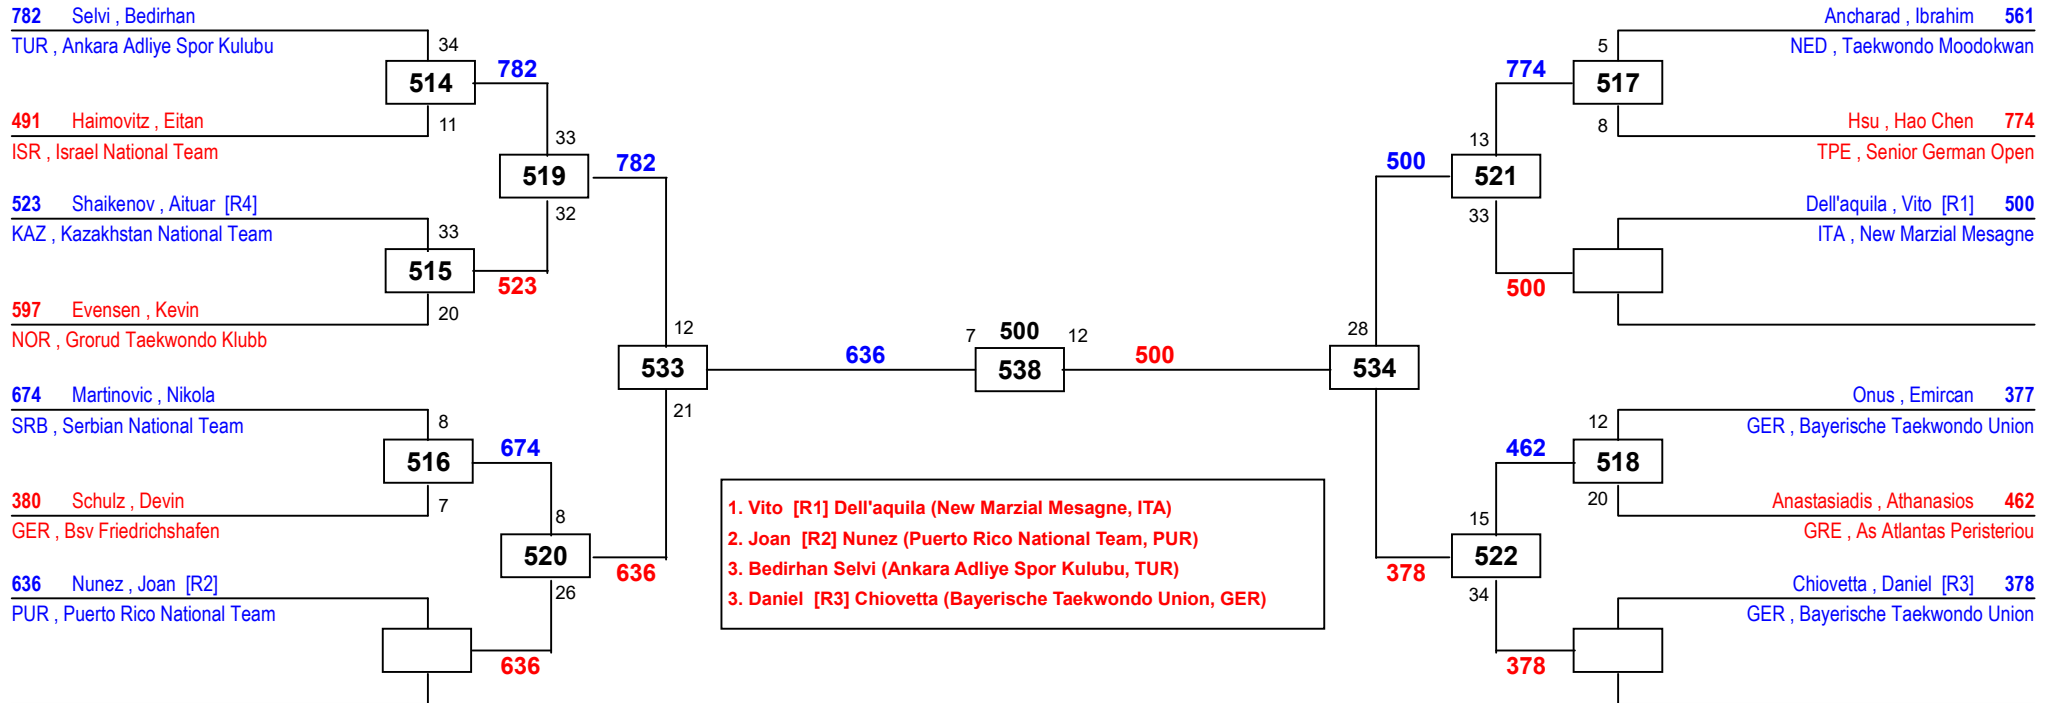 782 Selvi , Bedirhan
TUR , Ankara Adliye Spor Kulubu
34
514
782
11
491 Haimovitz , Eitan
ISR , Israel National Team
33
519
782
32
523 Shaikenov , Aituar [R4]
KAZ , Kazakhstan National Team
33
515
523
20
597 Evensen , Kevin
NOR , Grorud Taekwondo Klubb
12
533
636
21
674 Martinovic , Nikola
SRB , Serbian National Team
8
516
674
7
380 Schulz , Devin
GER , Bsv Friedrichshafen
8
520
636
26
636 Nunez , Joan [R2]
PUR , Puerto Rico National Team
636
7 500 12
538
500
1. Vito [R1] Dell'aquila (New Marzial Mesagne, ITA)
2. Joan [R2] Nunez (Puerto Rico National Team, PUR)
3. Bedirhan Selvi (Ankara Adliye Spor Kulubu, TUR)
3. Daniel [R3] Chiovetta (Bayerische Taekwondo Union, GER)
Ancharad , Ibrahim 561
NED , Taekwondo Moodokwan
5
774
517
8
Hsu , Hao Chen 774
TPE , Senior German Open
13
500
521
33
Dell'aquila , Vito [R1] 500
ITA , New Marzial Mesagne
500
28
534
Onus , Emircan 377
GER , Bayerische Taekwondo Union
12
462
518
20
Anastasiadis , Athanasios 462
GRE , As Atlantas Peristeriou
15
378
522
34
Chiovetta , Daniel [R3] 378
GER , Bayerische Taekwondo Union
378